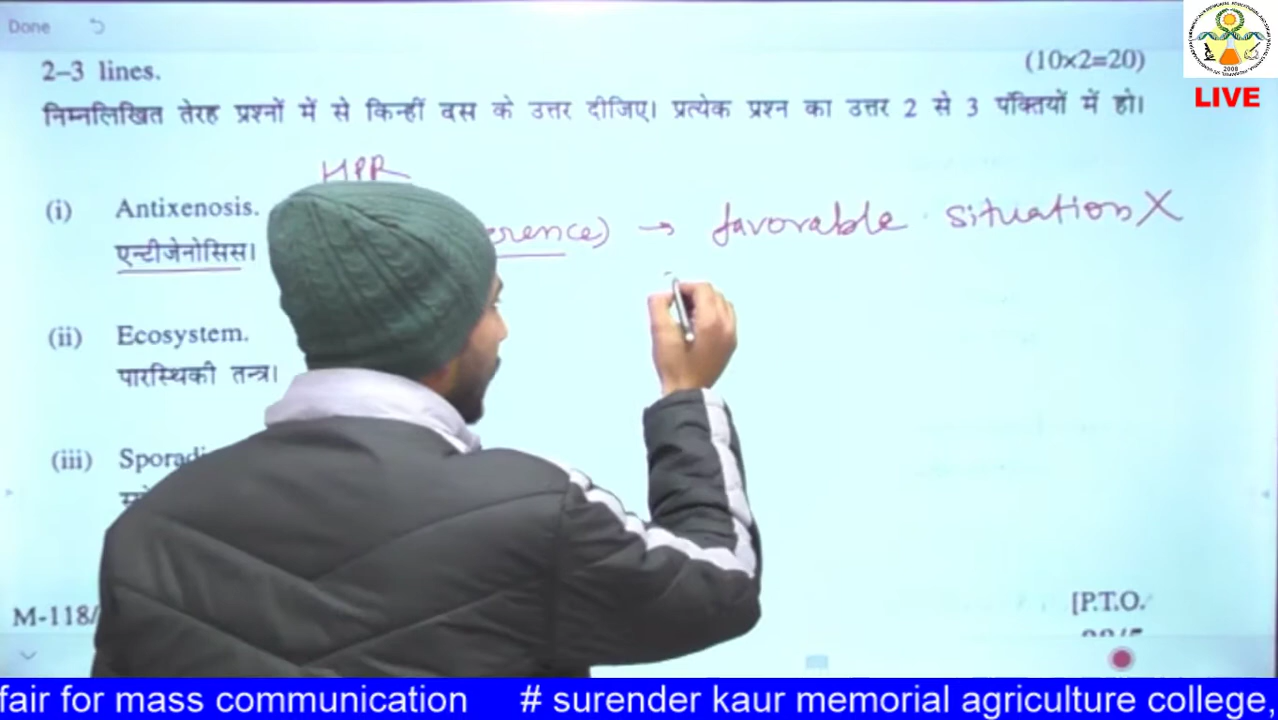 Done
2–3 lines.
(10×2=20)
निम्नलिखित तेरह प्रश्नों में से किन्हीं दस के उत्तर दीजिए। प्रत्येक प्रश्न का उत्तर 2 से 3 पंक्तियों में हो।
HPR
(i) Antixenosis.
erence) → favorable situation X
एन्टीजेनोसिस।
(ii) Ecosystem.
पारस्थिकी तन्त्र।
(iii) Sporadi
M-118/
[P.T.O.
2008
LIVE
fair for mass communication # surender kaur memorial agriculture college,